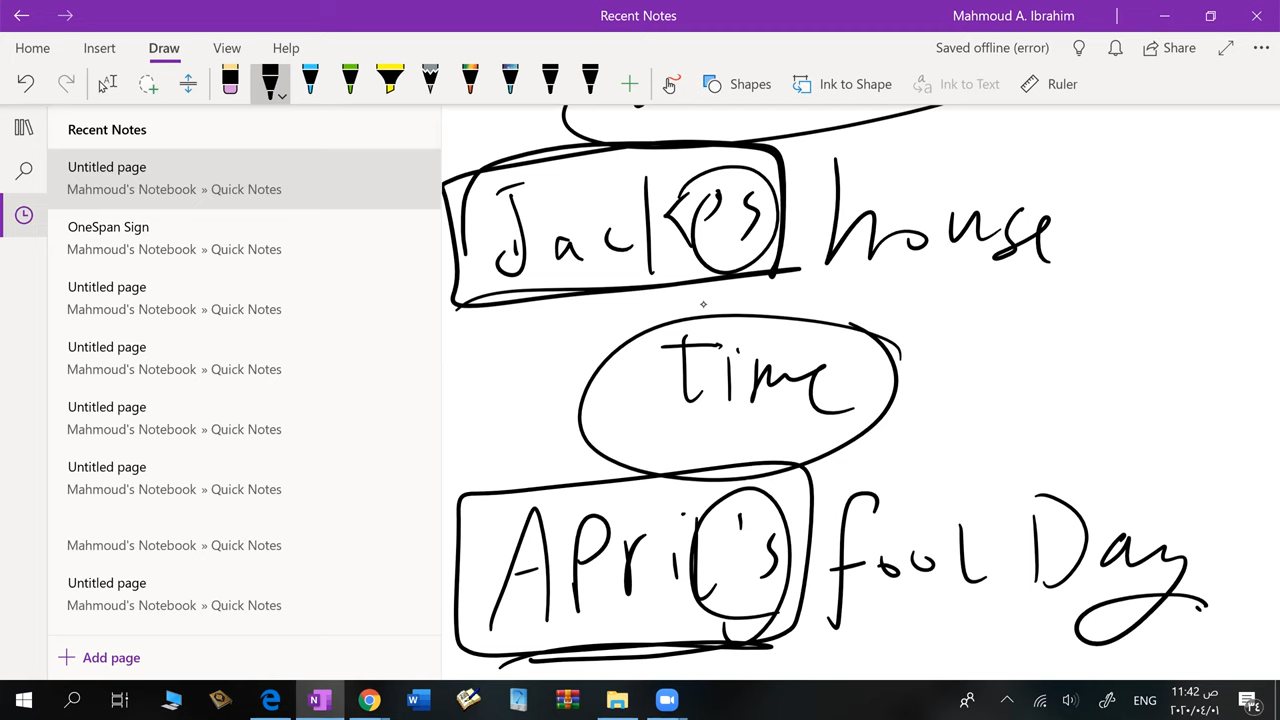 Recent Notes
Mahmoud A. Ibrahim
Home Insert Draw View Help
Saved offline (error)
Share
Shapes
Ink to Shape
Ink to Text
Ruler
Recent Notes
Untitled page
Mahmoud's Notebook » Quick Notes
OneSpan Sign
Mahmoud's Notebook » Quick Notes
Untitled page
Mahmoud's Notebook » Quick Notes
Untitled page
Mahmoud's Notebook » Quick Notes
Untitled page
Mahmoud's Notebook » Quick Notes
Untitled page
Mahmoud's Notebook » Quick Notes
Mahmoud's Notebook » Quick Notes
Untitled page
Mahmoud's Notebook » Quick Notes
Add page
Jack's house
Time
April's fool Day
ENG
11:42 ص
٢٠٢٠/٠٤/٠١
٣٤